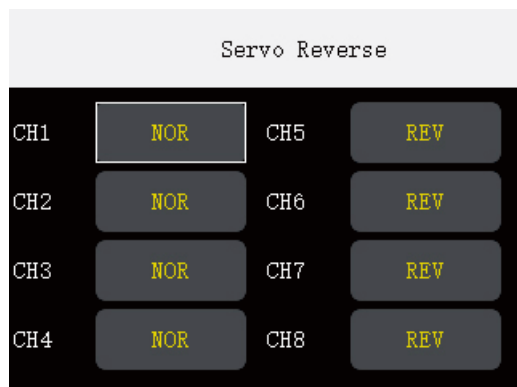 Servo Reverse
CH1 NOR CH5 REV
CH2 NOR CH6 REV
CH3 NOR CH7 REV
CH4 NOR CH8 REV